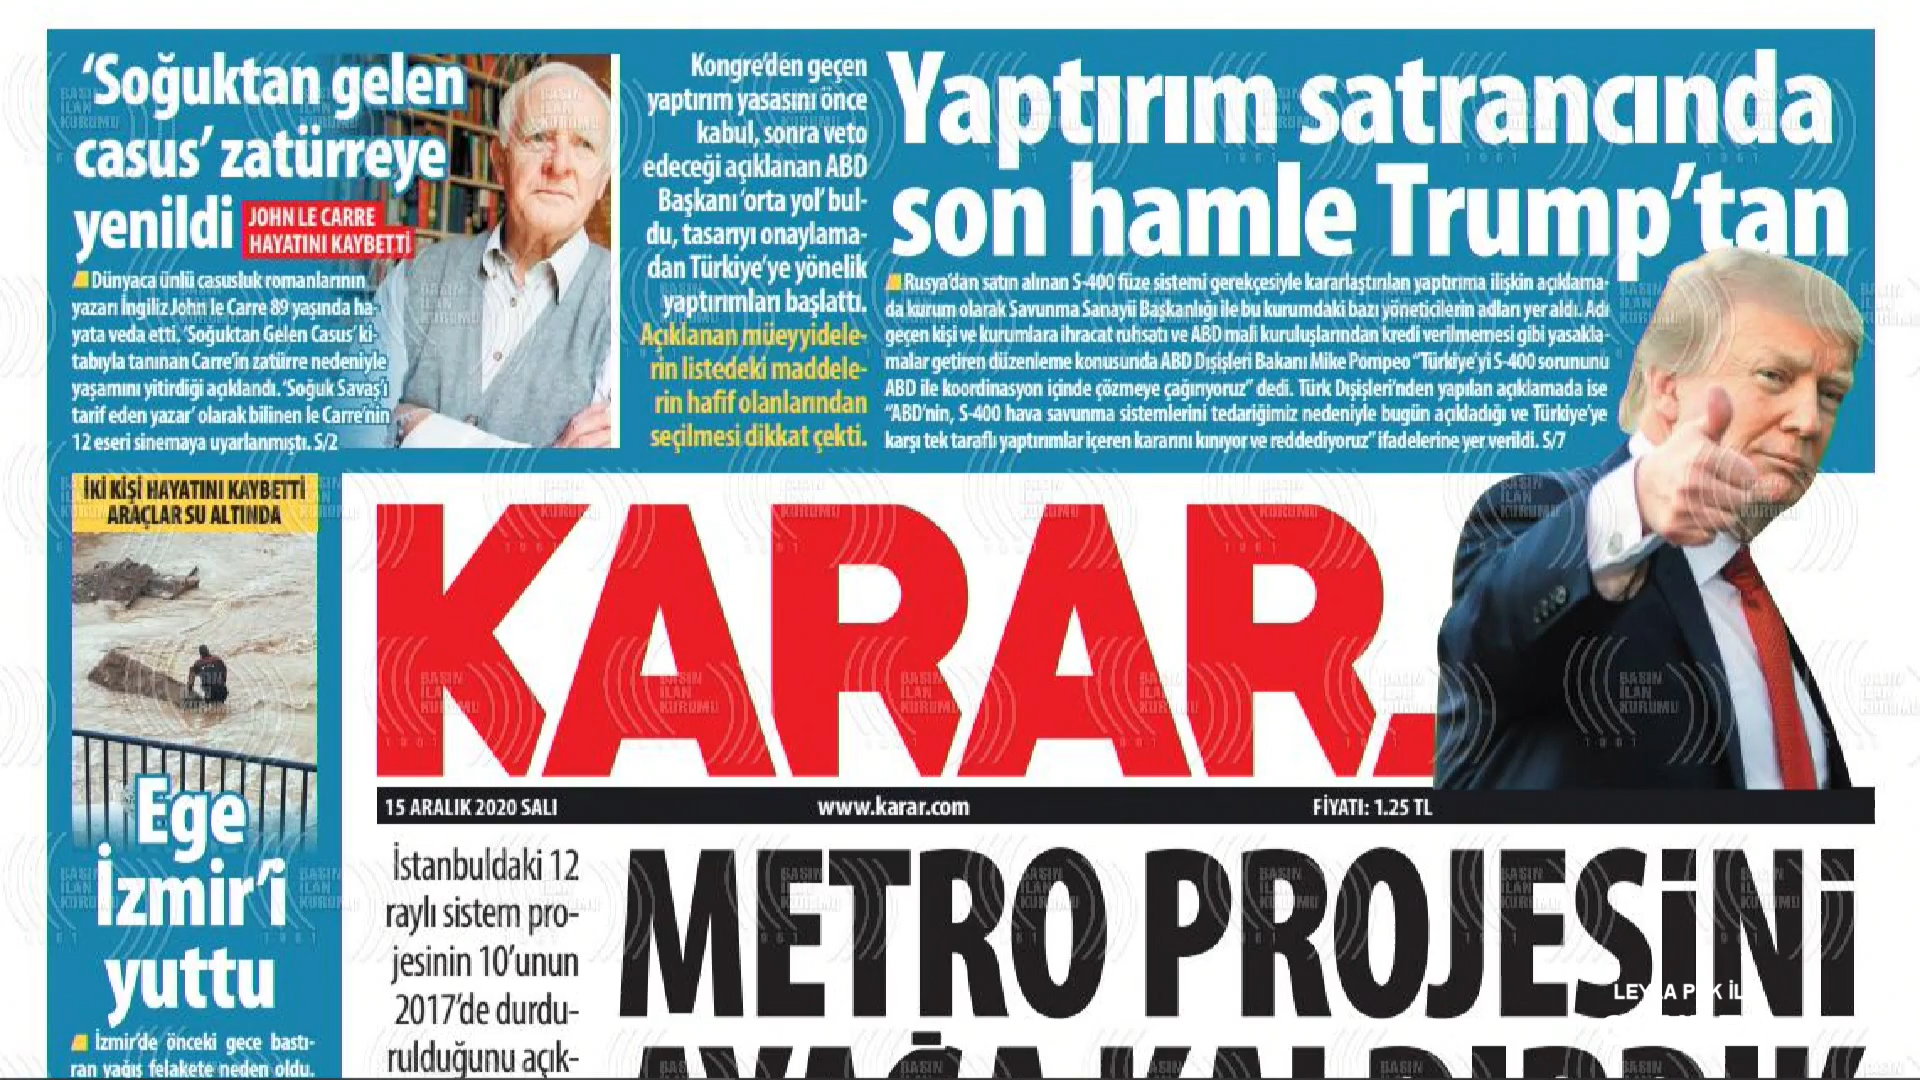 ‘Soğuktan gelen
casus’ zatürreye
yenildi
JOHN LE CARRE
HAYATINI KAYBETTİ
Dünyaca ünlü casusluk romanlarının
yazarı İngiliz John le Carre 89 yaşında ha-
yata veda etti. ‘Soğuktan Gelen Casus’ ki-
tabıyla tanınan Carre’in zatürre nedeniyle
yaşamını yitirdiği açıklandı. ‘Soğuk Savaş’ı
tarif eden yazar’ olarak bilinen le Carre’nin
12 eseri sinemaya uyarlanmıştı. S/2
Kongre’den geçen
yaptırım yasasını önce
kabul, sonra veto
edeceği açıklanan ABD
Başkanı ‘orta yol’ bul-
du, tasarıyı onaylama-
dan Türkiye’ye yönelik
yaptırımları başlattı.
Açıklanan müeyyidele-
rin listedeki maddele-
rin hafif olanlarından
seçilmesi dikkat çekti.
Yaptırım satrancında
son hamle Trump’tan
Rusya’dan satın alınan S-400 füze sistemi gerekçesiyle kararlaştırılan yaptırıma ilişkin açıklama-
da kurum olarak Savunma Sanayii Başkanlığı ile bu kurumdaki bazı yöneticilerin adları yer aldı. Adı
geçen kişi ve kurumlara ihracat ruhsatı ve ABD mali kuruluşlarından kredi verilmemesi gibi yasakla-
malar getiren düzenleme konusunda ABD Dışişleri Bakanı Mike Pompeo “Türkiye’yi S-400 sorununu
ABD ile koordinasyon içinde çözmeye çağırıyoruz” dedi. Türk Dışişleri’nden yapılan açıklamada ise
“ABD’nin, S-400 hava savunma sistemlerini tedariğimiz nedeniyle bugün açıkladığı ve Türkiye’ye
karşı tek taraflı yaptırımlar içeren kararını kınıyor ve reddediyoruz” ifadelerine yer verildi. S/7
İKİ KİŞİ HAYATINI KAYBETTİ
ARAÇLAR SU ALTINDA
Ege
İzmir’i
yuttu
İzmir’de önceki gece bastı-
ran yağış felakete neden oldu.
KARAR.
15 ARALIK 2020 SALI
www.karar.com
FİYATI: 1.25 TL
İstanbuldaki 12
raylı sistem pro-
jesinin 10’unun
2017’de durdu-
rulduğunu açık-
METRO PROJESİNİ
BASIN
İLAN
KURUMU